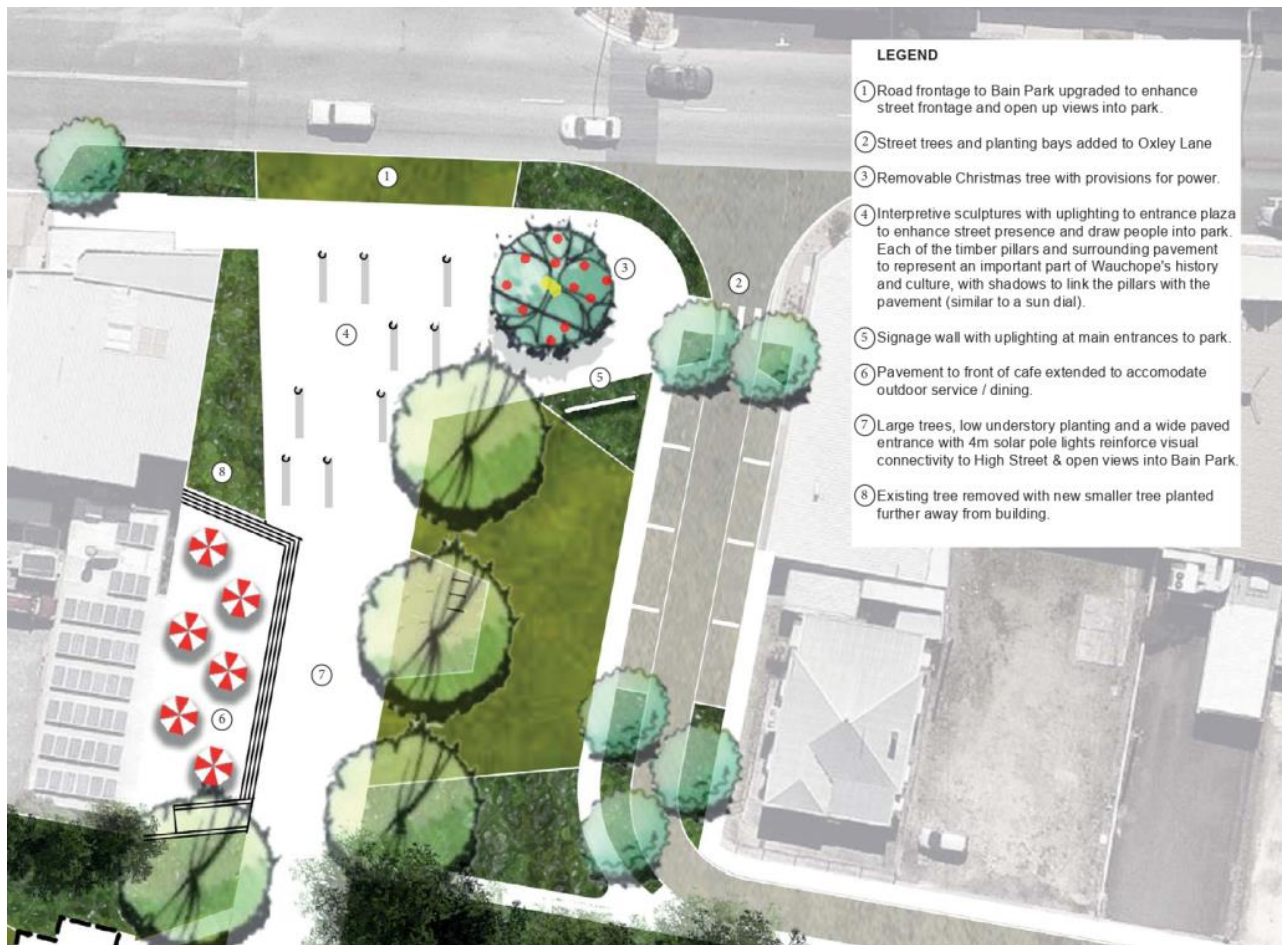 LEGEND
1 Road frontage to Bain Park upgraded to enhance
street frontage and open up views into park.
2 Street trees and planting bays added to Oxley Lane
3 Removable Christmas tree with provisions for power.
4 Interpretive sculptures with uplighting to entrance plaza
to enhance street presence and draw people into park.
Each of the timber pillars and surrounding pavement
to represent an important part of Wauchope's history
and culture, with shadows to link the pillars with the
pavement (similar to a sun dial).
5 Signage wall with uplighting at main entrances to park.
6 Pavement to front of cafe extended to accomodate
outdoor service / dining.
7 Large trees, low understory planting and a wide paved
entrance with 4m solar pole lights reinforce visual
connectivity to High Street & open views into Bain Park.
8 Existing tree removed with new smaller tree planted
further away from building.
1
2
3
4
5
8
7
6